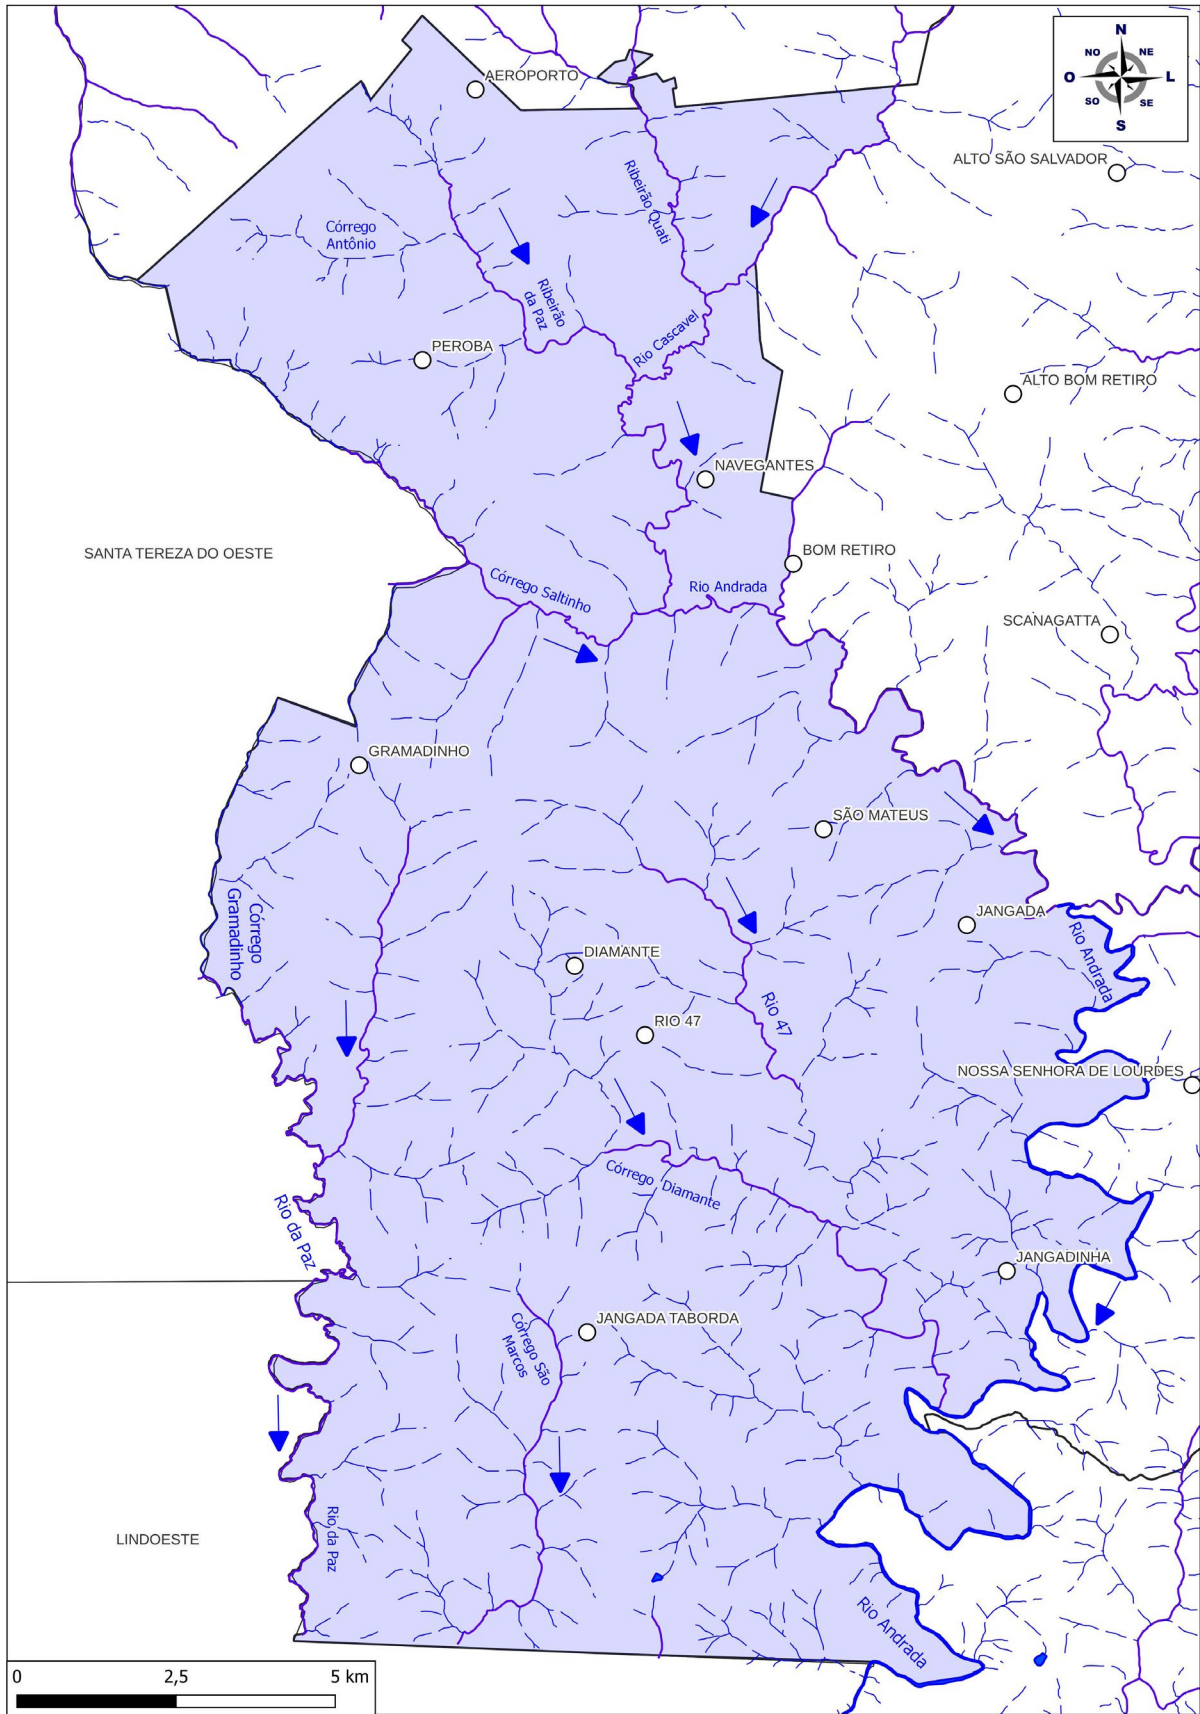 N
NO
NE
O
L
SO
SE
S
AEROPORTO
ALTO SÃO SALVADOR
Ribeirão Quati
Córrego
Antônio
Ribeirão
da Paz
Rio Cascavel
PEROBA
ALTO BOM RETIRO
NAVEGANTES
SANTA TEREZA DO OESTE
BOM RETIRO
Córrego Saltinho
Rio Andrada
SCANAGATTA
GRAMADINHO
SÃO MATEUS
Córrego
Gramadinho
JANGADA
Rio Andrada
DIAMANTE
Rio 47
RIO 47
NOSSA SENHORA DE LOURDES
Córrego Diamante
Rio da Paz
JANGADINHA
JANGADA TABORDA
Córrego São
Marcos
Rio da Paz
LINDOESTE
Rio Andrada
0
2,5
5 km